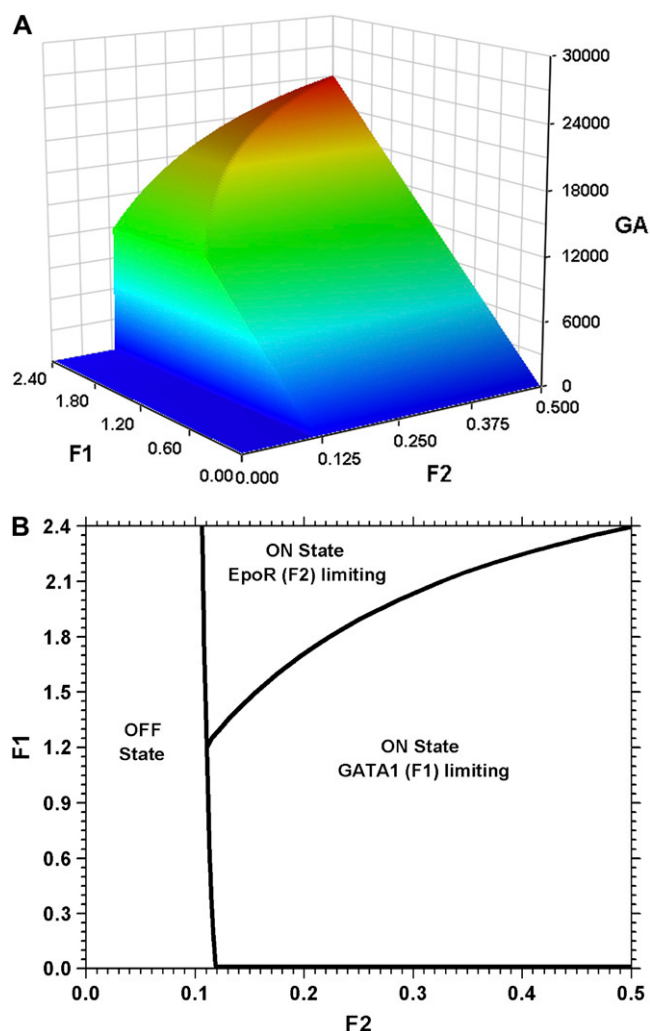 A
30000
24000
18000
GA
12000
6000
0
2.40
1.80
1.20
0.60
0.00
0.000
0.125
0.250
0.375
0.500
F1
F2
B
2.4
2.1
1.8
1.5
1.2
0.9
0.6
0.3
0.0
F1
ON State
EpoR (F2) limiting
OFF
State
ON State
GATA1 (F1) limiting
0.0
0.1
0.2
0.3
0.4
0.5
F2